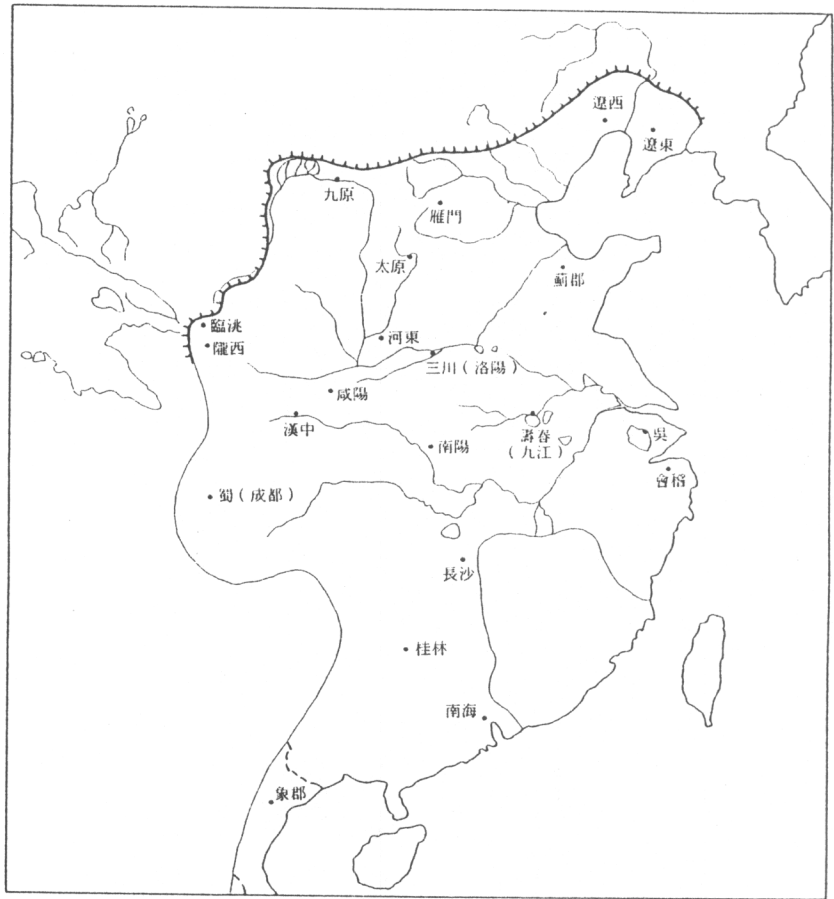 遼西
遼東
九原
雁門
太原
薊郡
臨洮
隴西
河東
三川(洛陽)
咸陽
漢中
南陽
壽春
(九江)
吳
會稽
蜀(成都)
長沙
桂林
南海
象郡